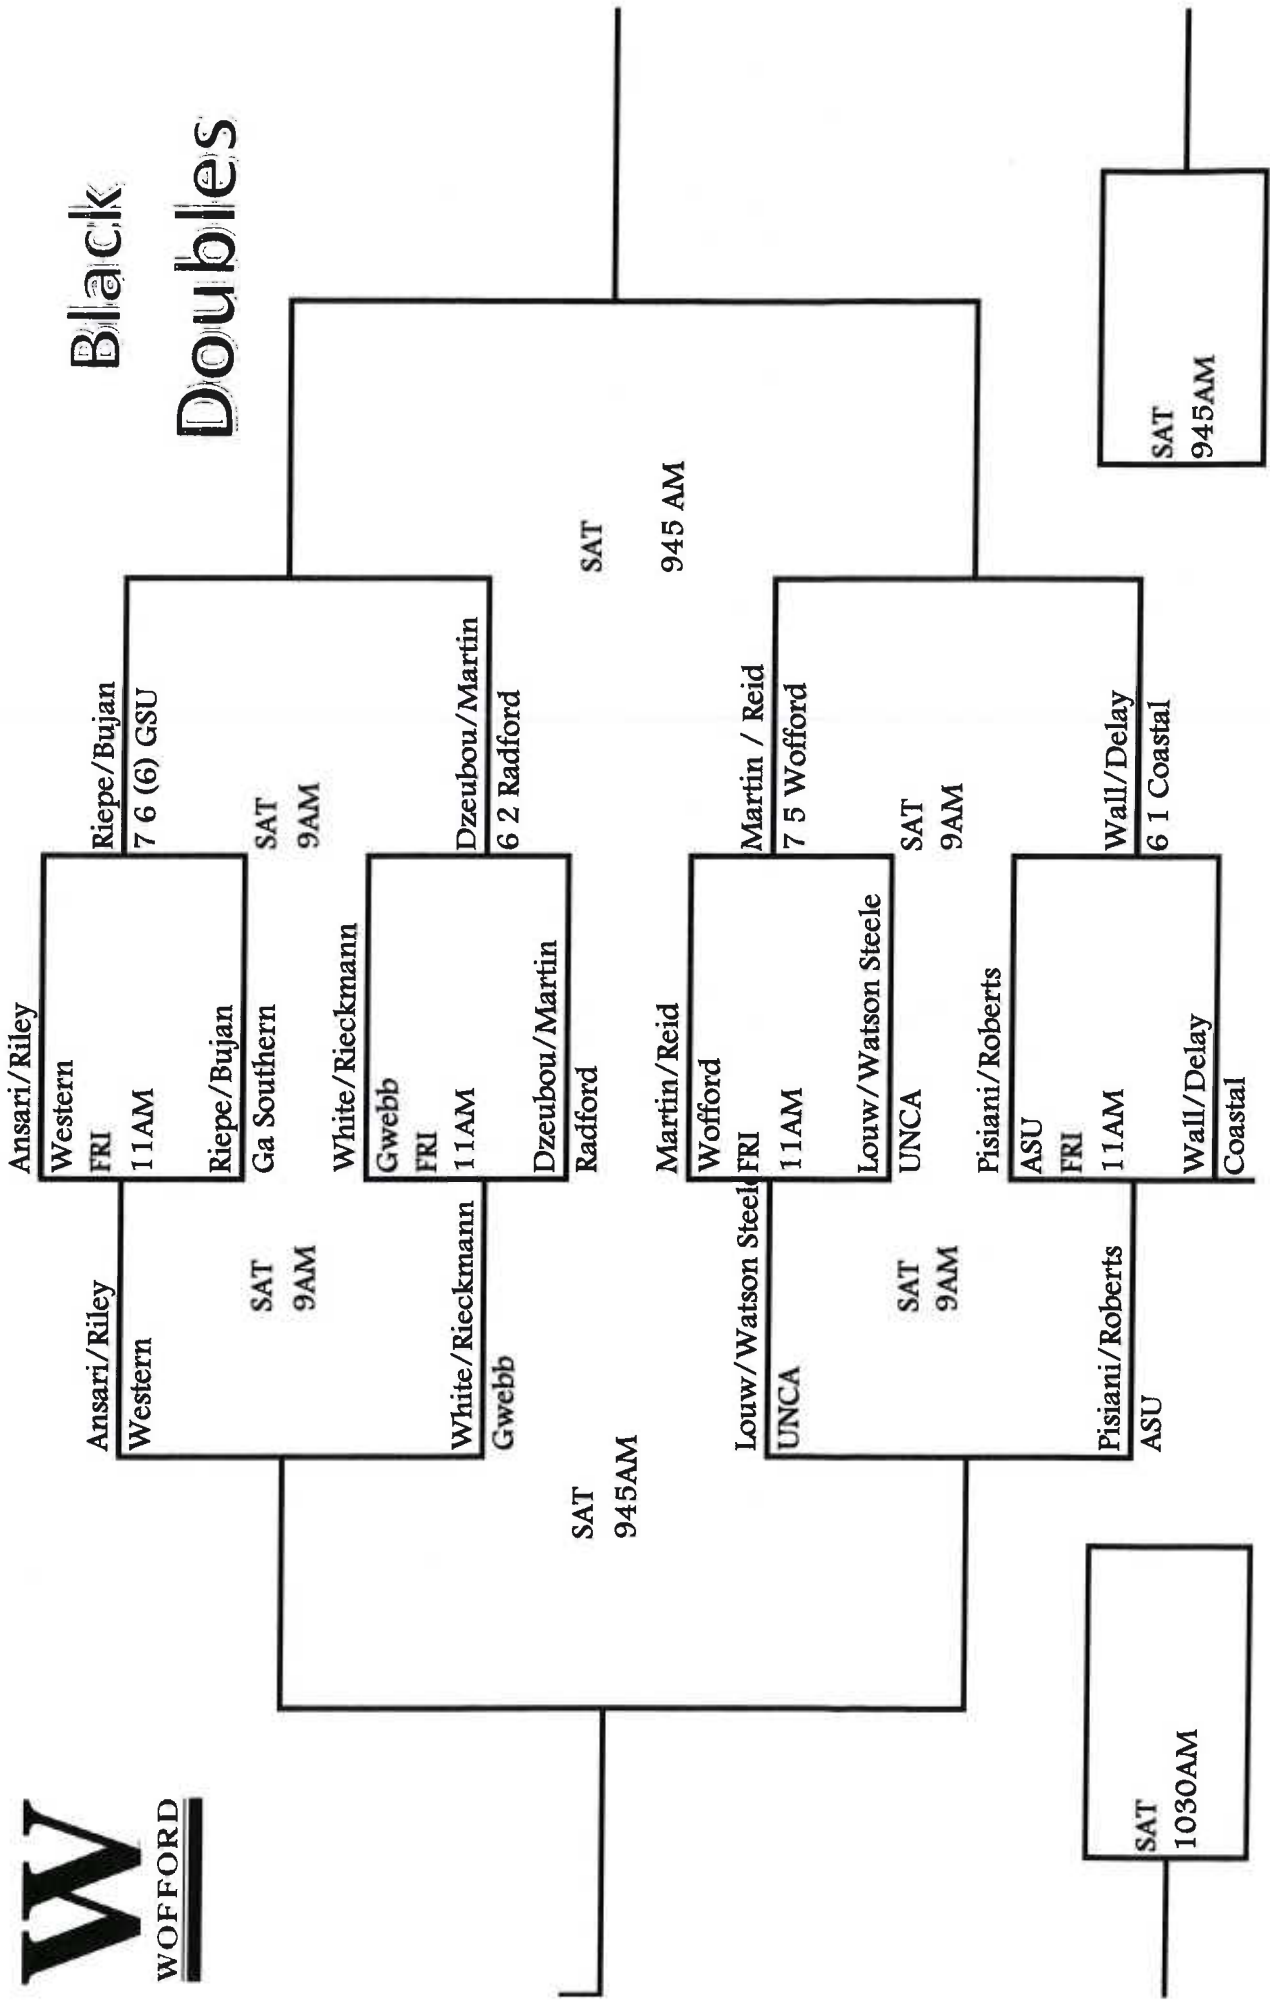 W
WOFFORD
Black
Doubles
Ansari/Riley
Western
FRI
11AM
Riepe/Bujan
Ga Southern
White/Rieckmann
Gwebb
FRI
11AM
Dzeubou/Martin
Radford
Martin/Reid
Wofford
FRI
11AM
Louw/Watson Steele
UNCA
Pisiani/Roberts
ASU
FRI
11AM
Wall/Delay
Coastal
Riepe/Bujan
7 6 (6) GSU
SAT
9AM
Dzeubou/Martin
6 2 Radford
Martin / Reid
7 5 Wofford
SAT
9AM
Wall/Delay
6 1 Coastal
SAT
945 AM
SAT
945AM
Ansari/Riley
Western
SAT
9AM
White/Rieckmann
Gwebb
Louw/Watson Steele
UNCA
SAT
9AM
Pisiani/Roberts
ASU
SAT
945AM
SAT
1030AM